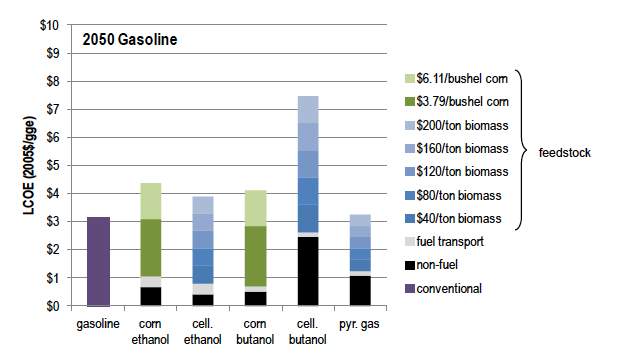 2050 Gasoline
LCOE (2005$/gge)
$10
$9
$8
$7
$6
$5
$4
$3
$2
$1
$0
gasoline
corn
ethanol
cell.
ethanol
corn
butanol
cell.
butanol
pyr. gas
$6.11/bushel corn
$3.79/bushel corn
$200/ton biomass
$160/ton biomass
$120/ton biomass
$80/ton biomass
$40/ton biomass
fuel transport
non-fuel
conventional
feedstock